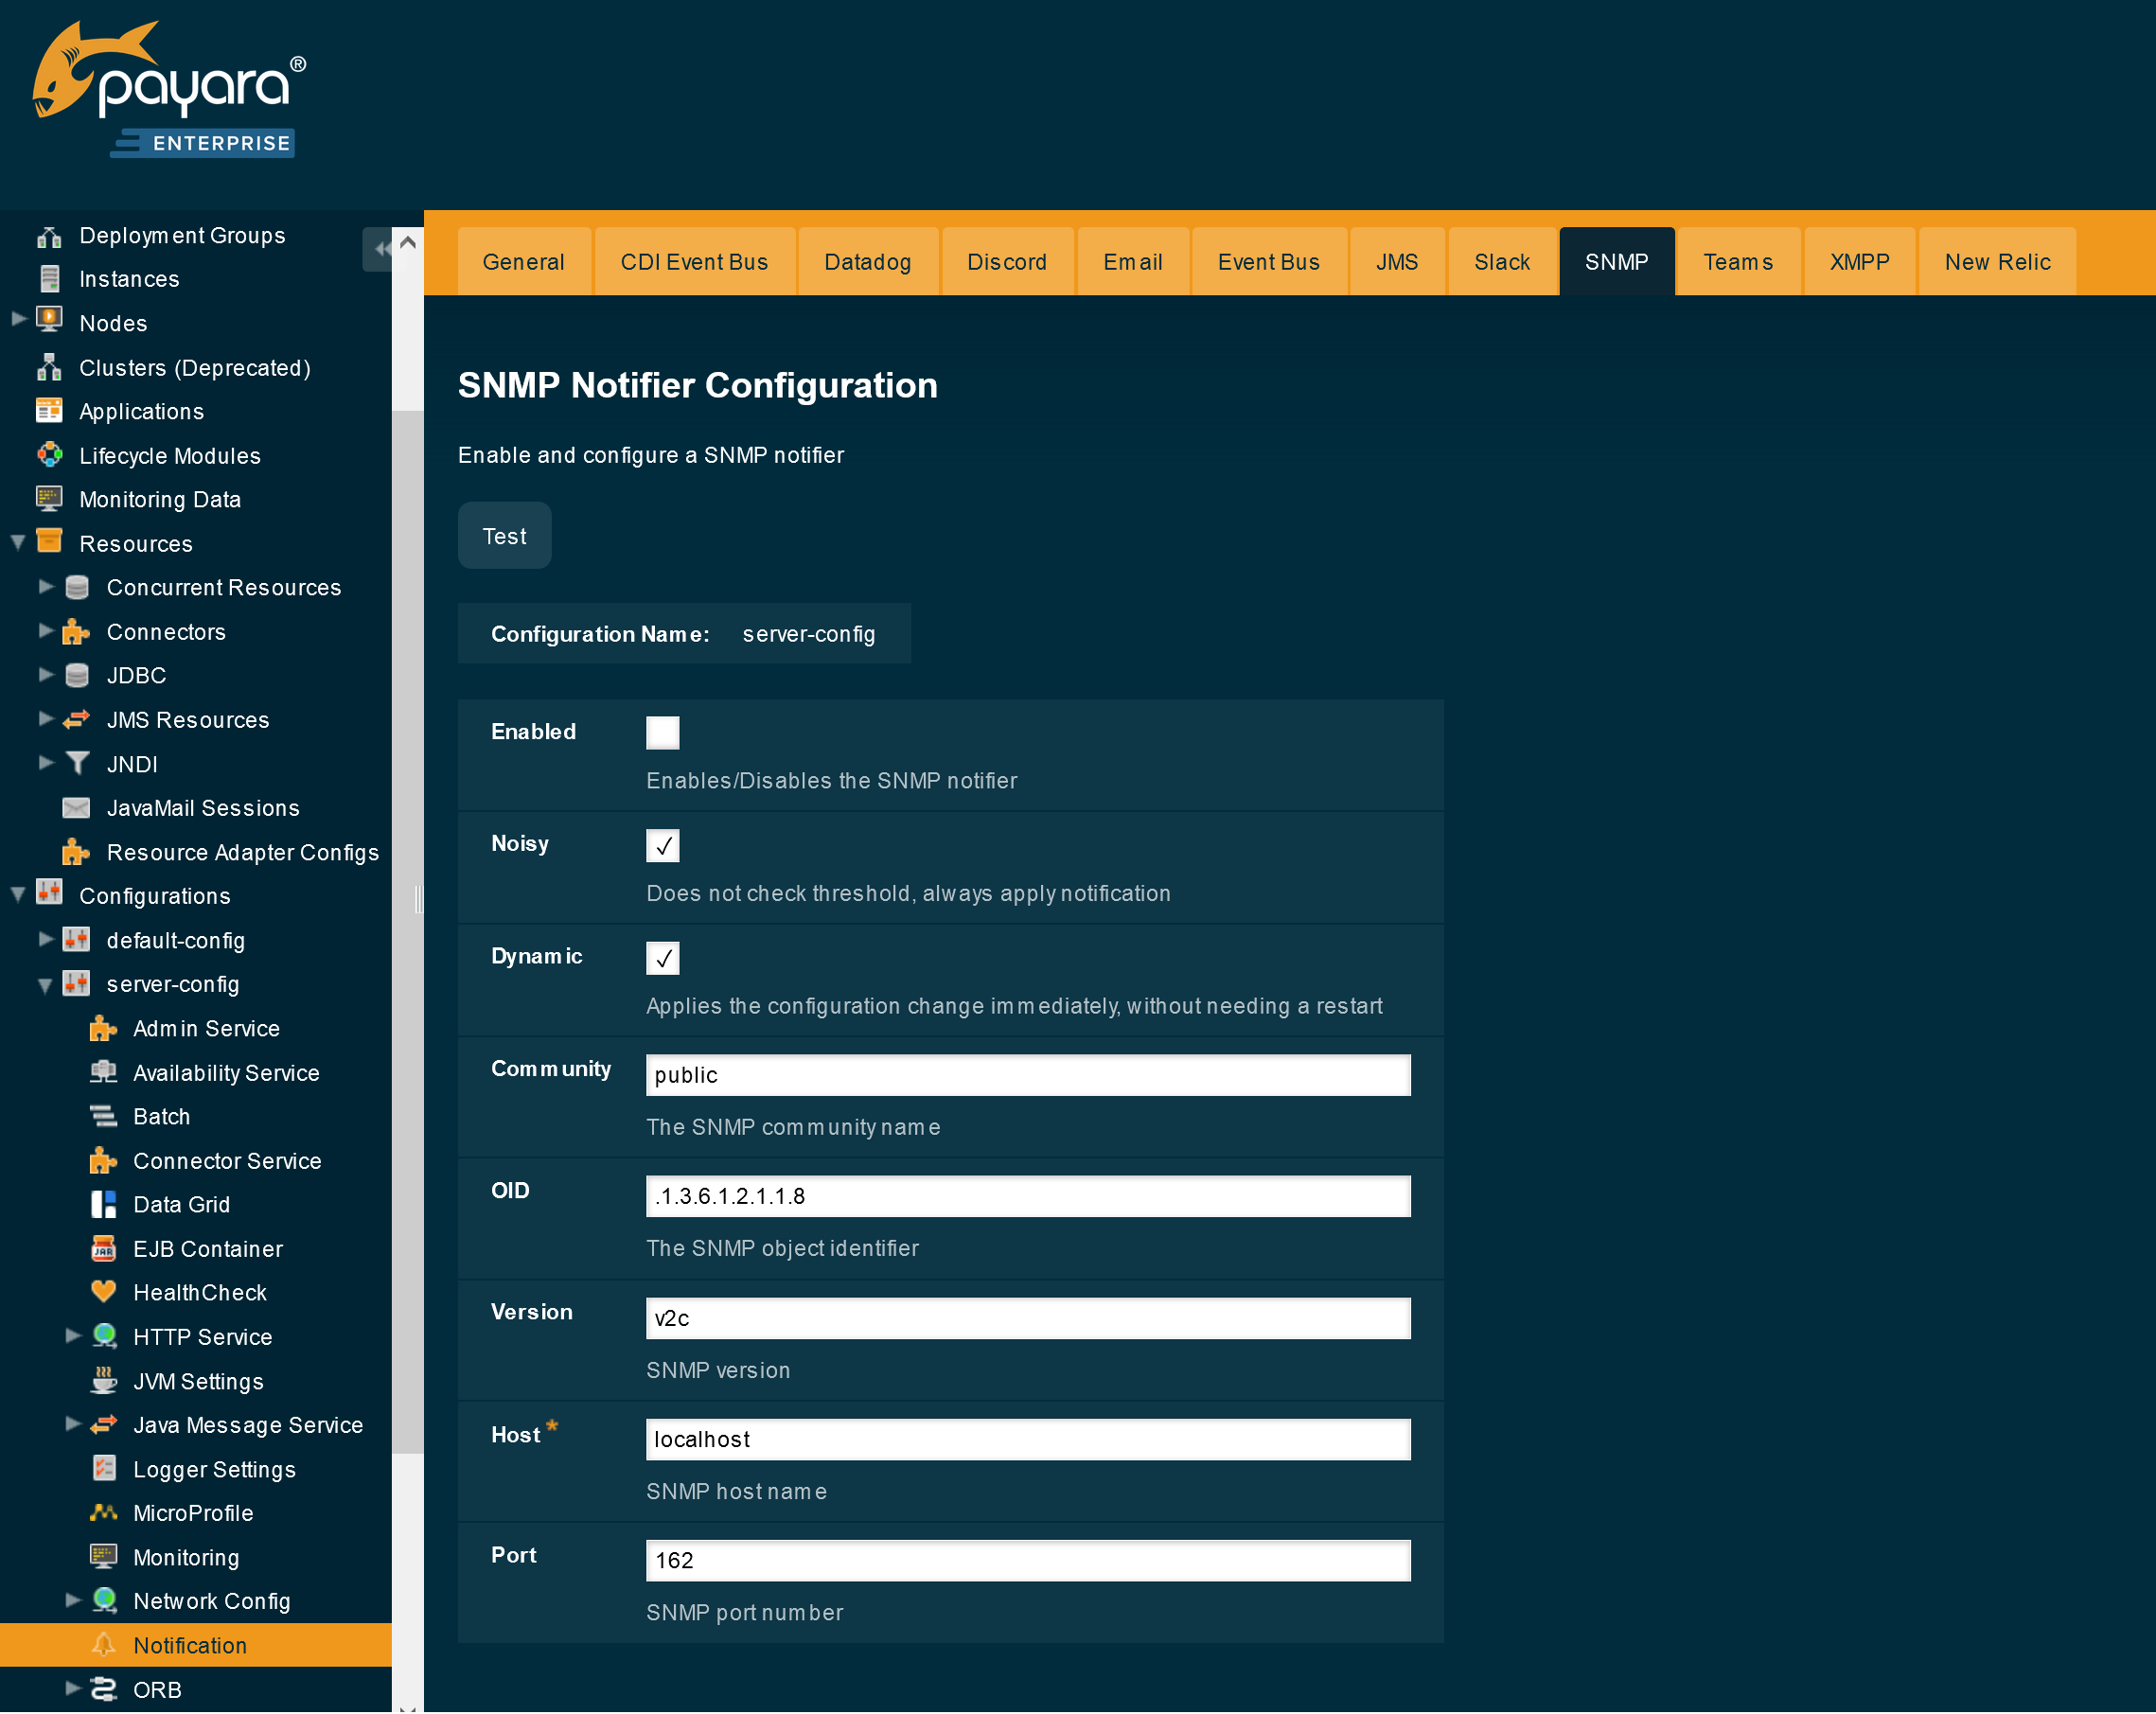 payara®
ENTERPRISE
Deployment Groups
Instances
Nodes
Clusters (Deprecated)
Applications
Lifecycle Modules
Monitoring Data
Resources
Concurrent Resources
Connectors
JDBC
JMS Resources
JNDI
JavaMail Sessions
Resource Adapter Configs
Configurations
default-config
server-config
Admin Service
Availability Service
Batch
Connector Service
Data Grid
JAR
EJB Container
HealthCheck
HTTP Service
JVM Settings
Java Message Service
Logger Settings
MicroProfile
Monitoring
Network Config
Notification
ORB
General CDI Event Bus Datadog Discord Email Event Bus JMS Slack SNMP Teams XMPP New Relic
SNMP Notifier Configuration
Enable and configure a SNMP notifier
Test
Configuration Name: server-config
Enabled
Enables/Disables the SNMP notifier
Noisy
Does not check threshold, always apply notification
Dynamic
Applies the configuration change immediately, without needing a restart
Community public
The SNMP community name
OID .1.3.6.1.2.1.1.8
The SNMP object identifier
Version v2c
SNMP version
Host * localhost
SNMP host name
Port 162
SNMP port number